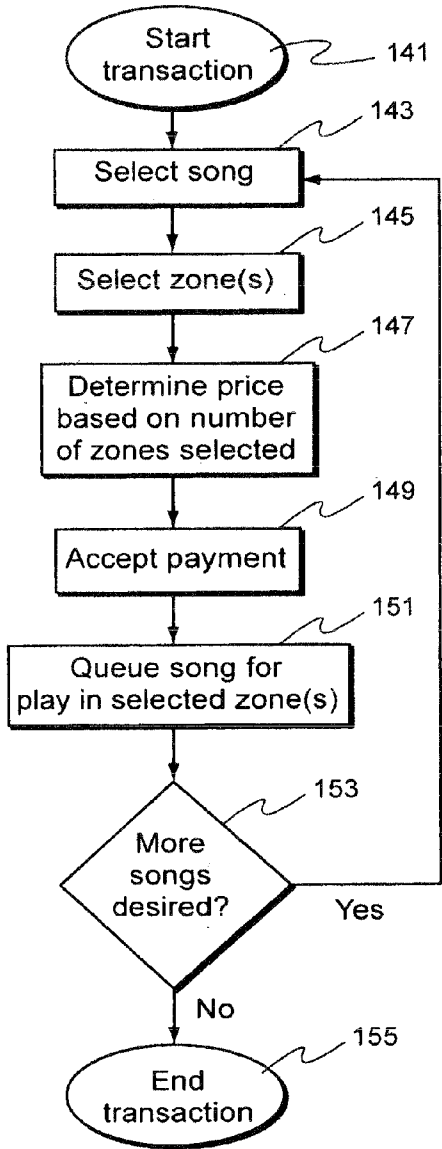 Start
transaction
141
143
Select song
145
Select zone(s)
147
Determine price
based on number
of zones selected
149
Accept payment
151
Queue song for
play in selected zone(s)
153
More
songs
desired?
Yes
No
155
End
transaction